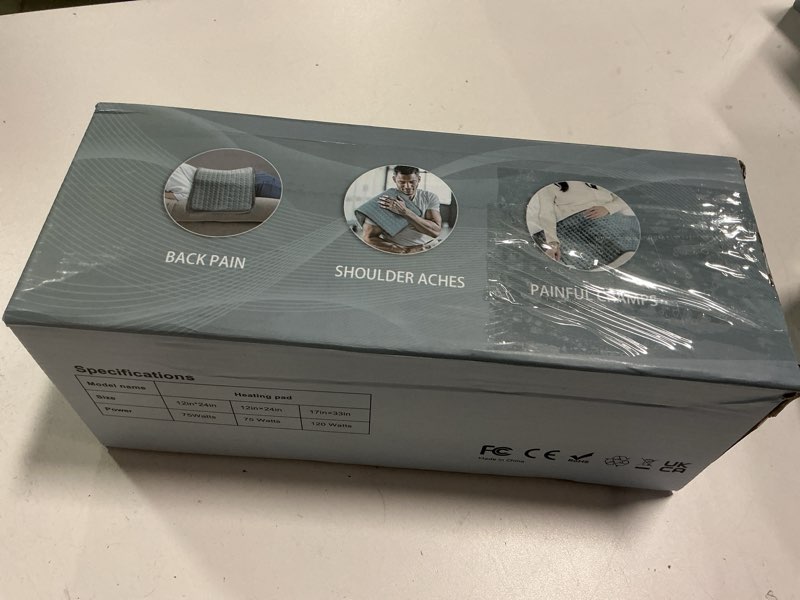 BACK PAIN
SHOULDER ACHES
PAINFUL CRAMPS
Specifications
Model name Heating pad
Size 12in*24in 12in×24in 17in×33in
Power 75Watts 75 Watts 120 Watts
FC CE RoHS UK CA
Made in China